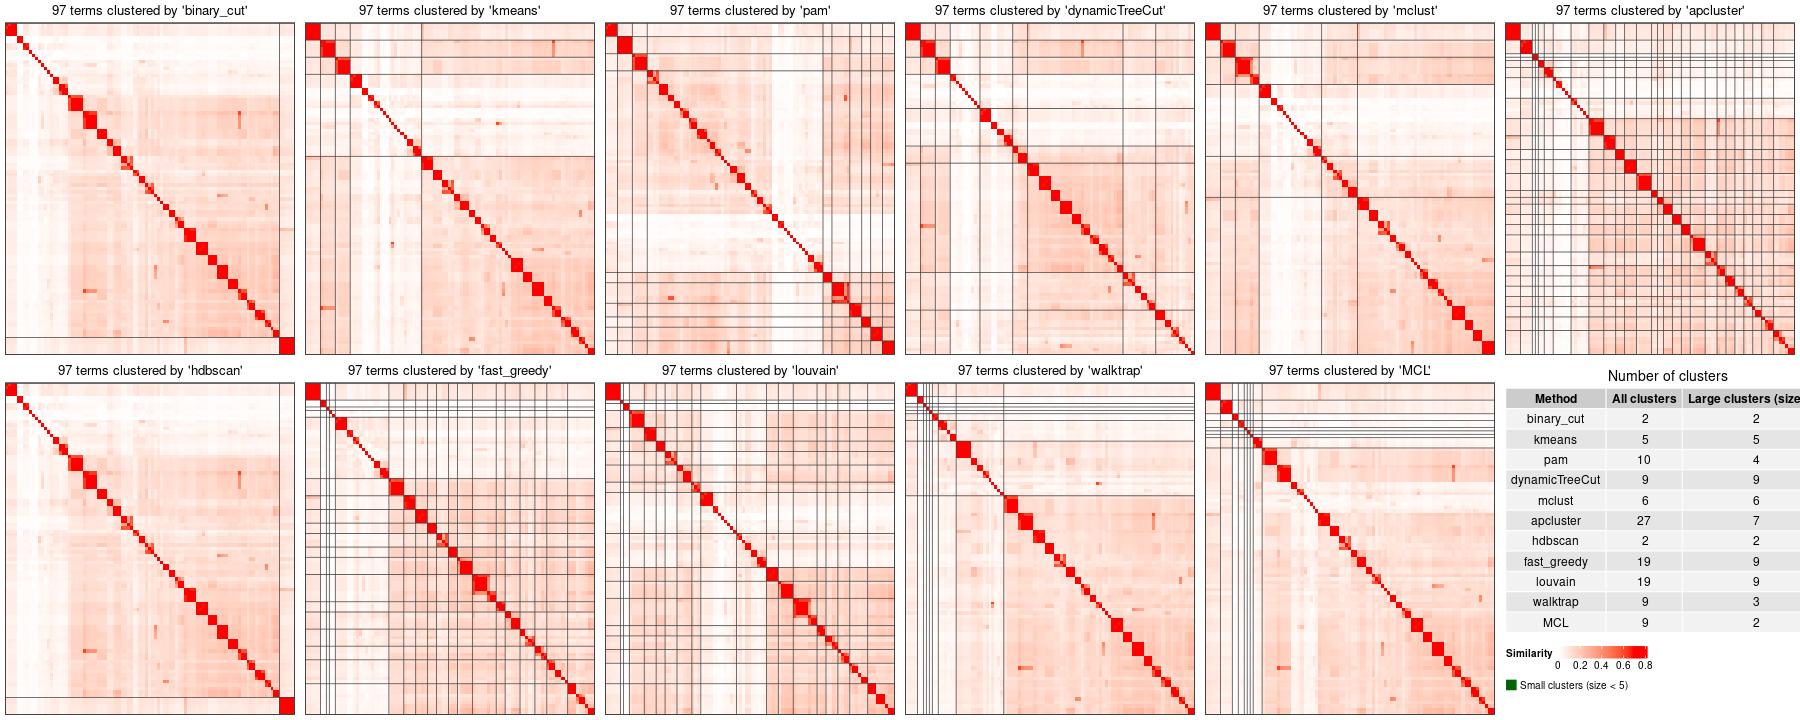 97 terms clustered by 'binary_cut'
97 terms clustered by 'kmeans'
97 terms clustered by 'pam'
97 terms clustered by 'dynamicTreeCut'
97 terms clustered by 'mclust'
97 terms clustered by 'apcluster'
97 terms clustered by 'hdbscan'
97 terms clustered by 'fast_greedy'
97 terms clustered by 'louvain'
97 terms clustered by 'walktrap'
97 terms clustered by 'MCL'
Number of clusters
Method All clusters Large clusters (size
binary_cut 2 2
kmeans 5 5
pam 10 4
dynamicTreeCut 9 9
mclust 6 6
apcluster 27 7
hdbscan 2 2
fast_greedy 19 9
louvain 19 9
walktrap 9 3
MCL 9 2
Similarity
0 0.2 0.4 0.6 0.8
Small clusters (size < 5)